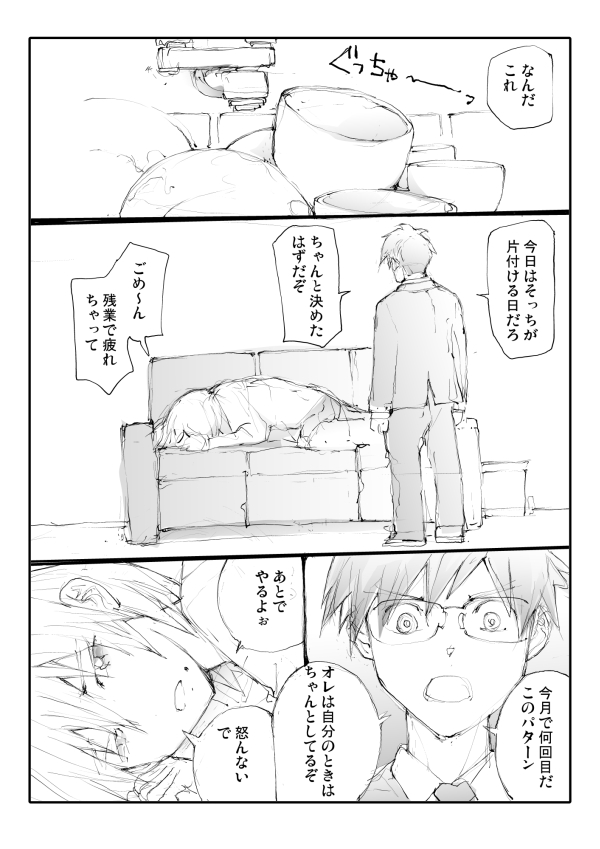 なんだ
これ
ぐっちゃ〜
今日はそっちが
片付ける日だろ
ちゃんと決めた
はずだぞ
ごめ〜ん
残業で疲れ
ちゃって
今月で何回目だ
このパターン
オレは自分のときは
ちゃんとしてるぞ
あとで
やるよぉ
怒んない
で